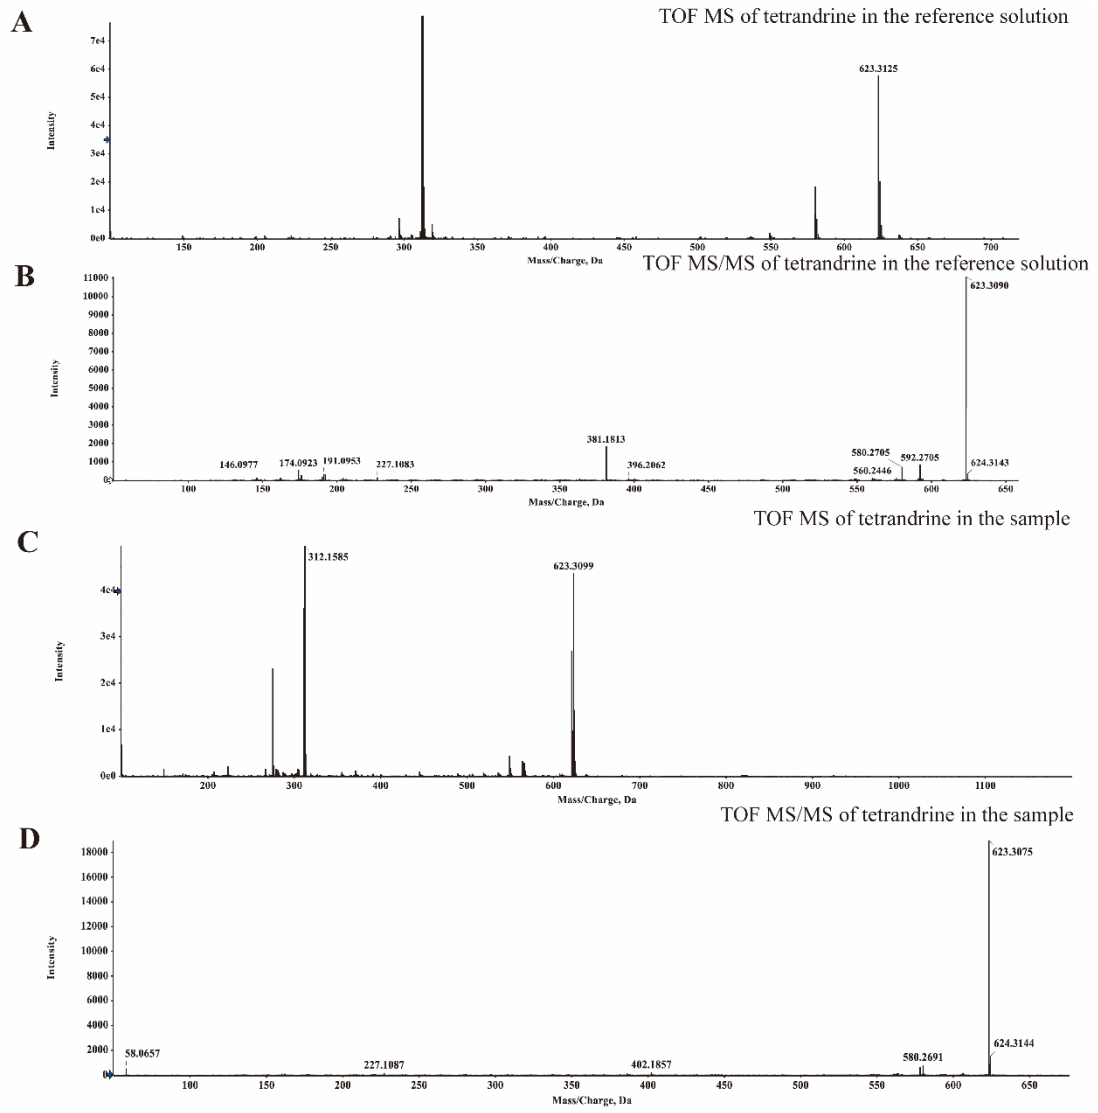 A
TOF MS of tetrandrine in the reference solution
7e4
6e4
5e4
4e4
3e4
2e4
1e4
0e0
Intensity
623.3125
150 200 250 300 350 400 450 500 550 600 650 700
Mass/Charge, Da
B
TOF MS/MS of tetrandrine in the reference solution
11000
10000
9000
8000
7000
6000
5000
4000
3000
2000
1000
0
Intensity
623.3090
381.1813
146.0977 174.0923 191.0953 227.1083 396.2062 580.2705 592.2705
560.2446 624.3143
100 150 200 250 300 350 400 450 500 550 600 650
Mass/Charge, Da
TOF MS of tetrandrine in the sample
C
312.1585
623.3099
4e4
3e4
2e4
1e4
0e0
Intensity
200 300 400 500 600 700 800 900 1000 1100
Mass/Charge, Da
TOF MS/MS of tetrandrine in the sample
D
18000
16000
14000
12000
10000
8000
6000
4000
2000
0
Intensity
623.3075
624.3144
58.0657 227.1087 402.1857 580.2691
100 150 200 250 300 350 400 450 500 550 600 650
Mass/Charge, Da